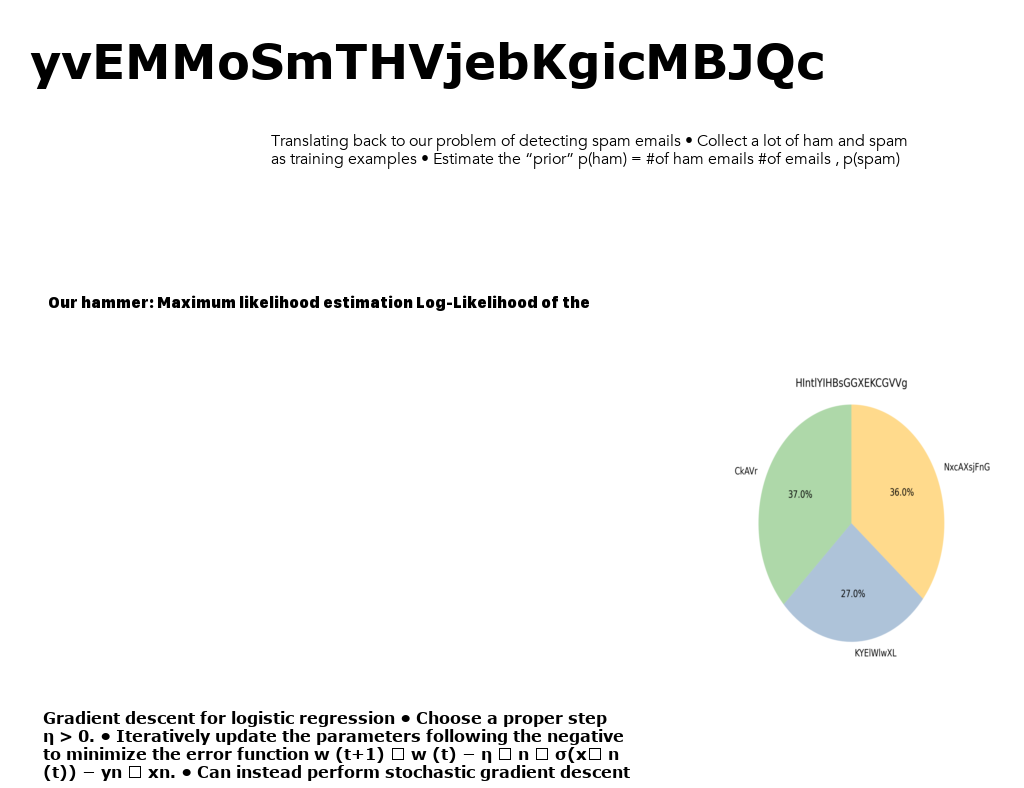 yvEMMoSmTHVjebKgicMBJQc
Translating back to our problem of detecting spam emails • Collect a lot of ham and spam
as training examples • Estimate the “prior” p(ham) = #of ham emails #of emails , p(spam)
Our hammer: Maximum likelihood estimation Log-Likelihood of the
HIntlYIHBsGGXEKCGVVg
CkAVr
NxcAXsjFnG
37.0%
36.0%
27.0%
KYElWlwXL
Gradient descent for logistic regression • Choose a proper step
η > 0. • Iteratively update the parameters following the negative
to minimize the error function w (t+1) □ w (t) − η □ n □ σ(x□ n
(t)) − yn □ xn. • Can instead perform stochastic gradient descent